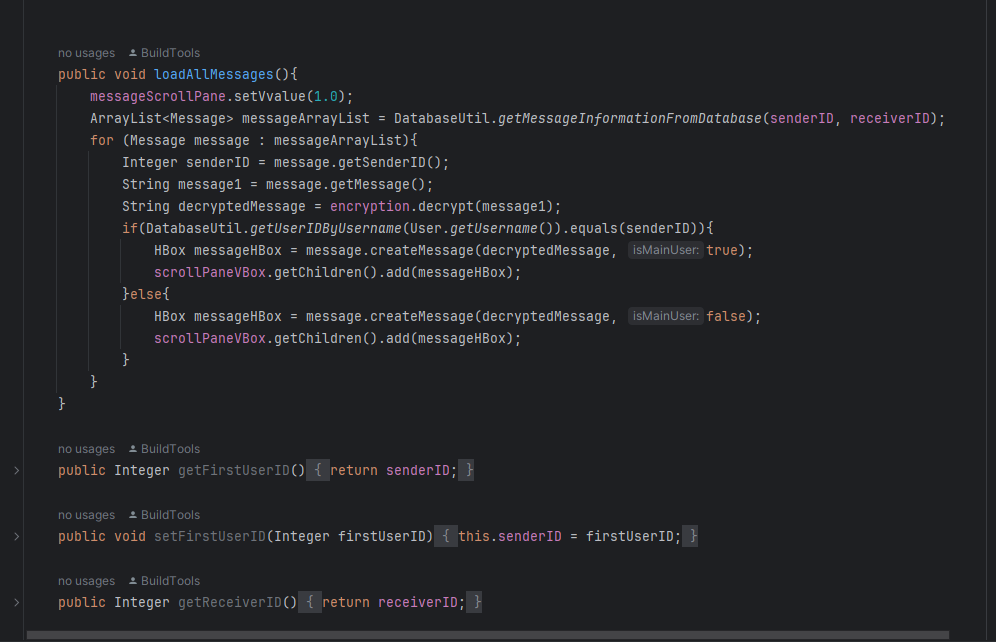 no usages BuildTools
public void loadAllMessages(){
messageScrollPane.setVvalue(1.0);
ArrayList<Message> messageArrayList = DatabaseUtil.getMessageInformationFromDatabase(senderID, receiverID);
for (Message message : messageArrayList){
Integer senderID = message.getSenderID();
String message1 = message.getMessage();
String decryptedMessage = encryption.decrypt(message1);
if(DatabaseUtil.getUserIDByUsername(User.getUsername()).equals(senderID)){
HBox messageHBox = message.createMessage(decryptedMessage, isMainUser: true);
scrollPaneVBox.getChildren().add(messageHBox);
}else{
HBox messageHBox = message.createMessage(decryptedMessage, isMainUser: false);
scrollPaneVBox.getChildren().add(messageHBox);
}
}
}
no usages BuildTools
public Integer getFirstUserID() { return senderID; }
no usages BuildTools
public void setFirstUserID(Integer firstUserID) { this.senderID = firstUserID; }
no usages BuildTools
public Integer getReceiverID() { return receiverID; }